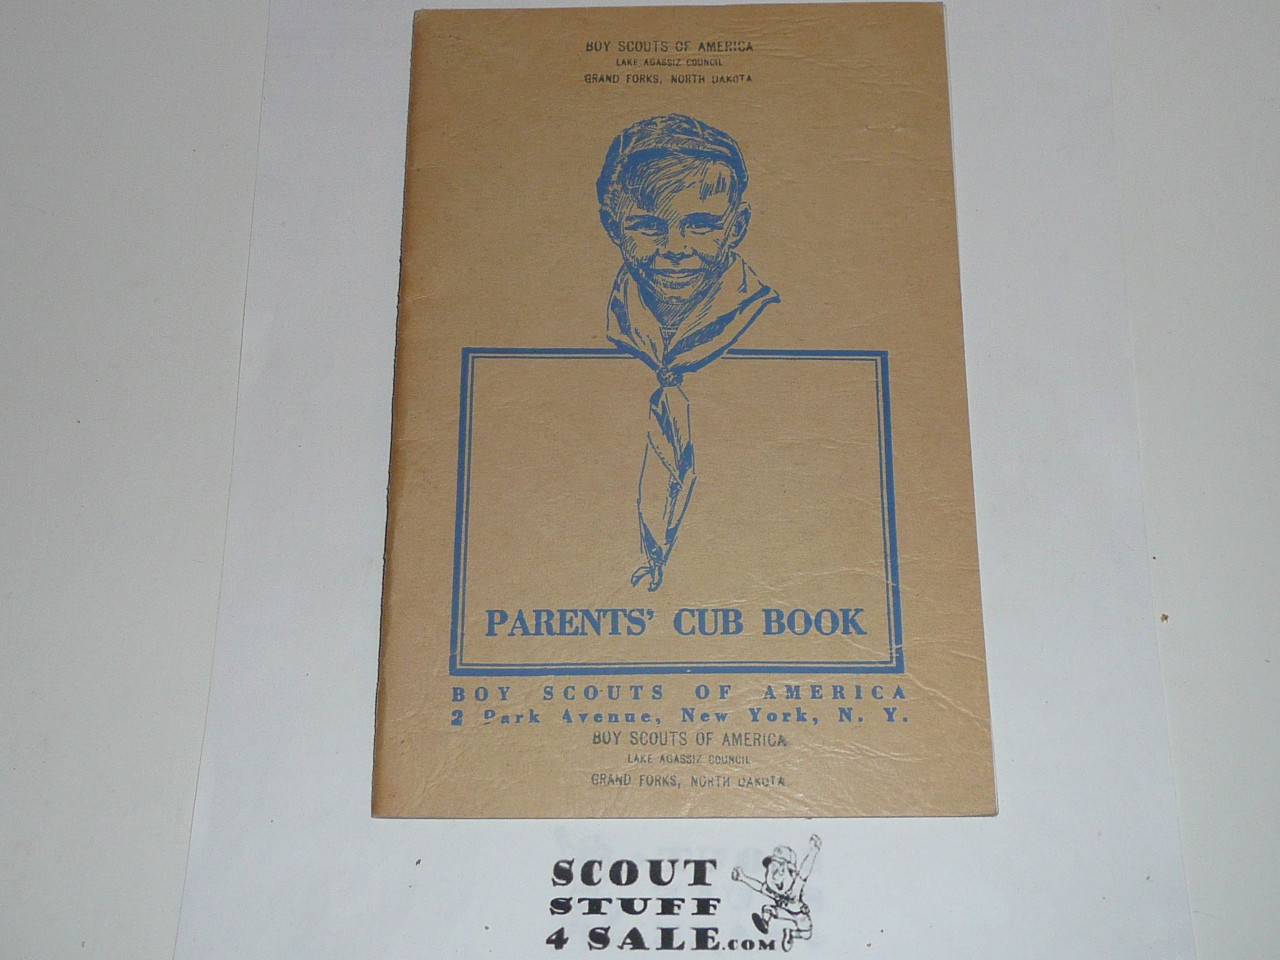 BOY SCOUTS OF AMERICA
LAKE AGASSIZ COUNCIL
GRAND FORKS, NORTH DAKOTA
PARENTS' CUB BOOK
BOY SCOUTS OF AMERICA
2 Park Avenue, New York, N. Y.
BOY SCOUTS OF AMERICA
LAKE AGASSIZ COUNCIL
GRAND FORKS, NORTH DAKOTA
SCOUT
STUFF
4 SALE.COM